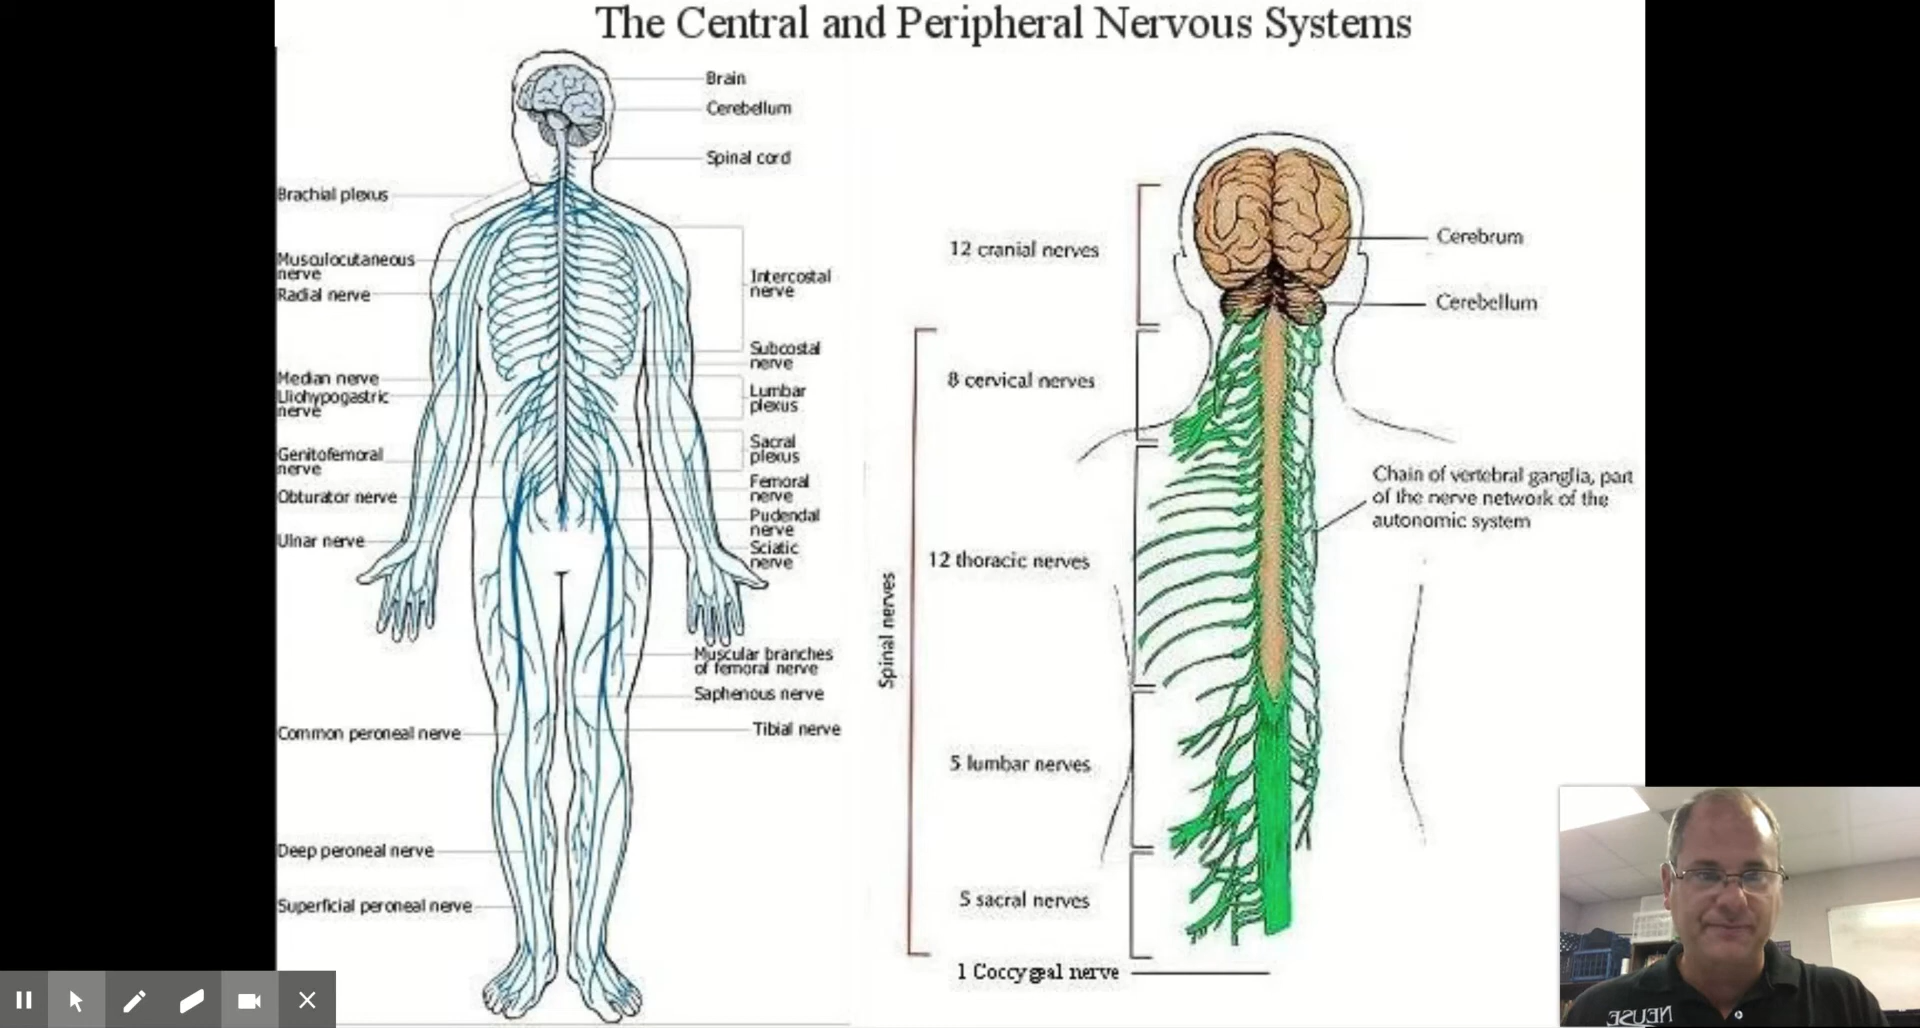 The Central and Peripheral Nervous Systems
Brain
Cerebellum
Spinal cord
Brachial plexus
Musculocutaneous
nerve
Radial nerve
Intercostal
nerve
Subcostal
nerve
Median nerve
Lliohypogastric
nerve
Lumbar
plexus
Genitofemoral
nerve
Sacral
plexus
Obturator nerve
Femoral
nerve
Pudendal
nerve
Ulnar nerve
Sciatic
nerve
Muscular branches
of femoral nerve
Saphenous nerve
Common peroneal nerve
Tibial nerve
Deep peroneal nerve
Superficial peroneal nerve
12 cranial nerves
Cerebrum
Cerebellum
8 cervical nerves
Chain of vertebral ganglia, part
of the nerve network of the
autonomic system
12 thoracic nerves
Spinal nerves
5 lumbar nerves
5 sacral nerves
1 Coccygeal nerve
NEUSE